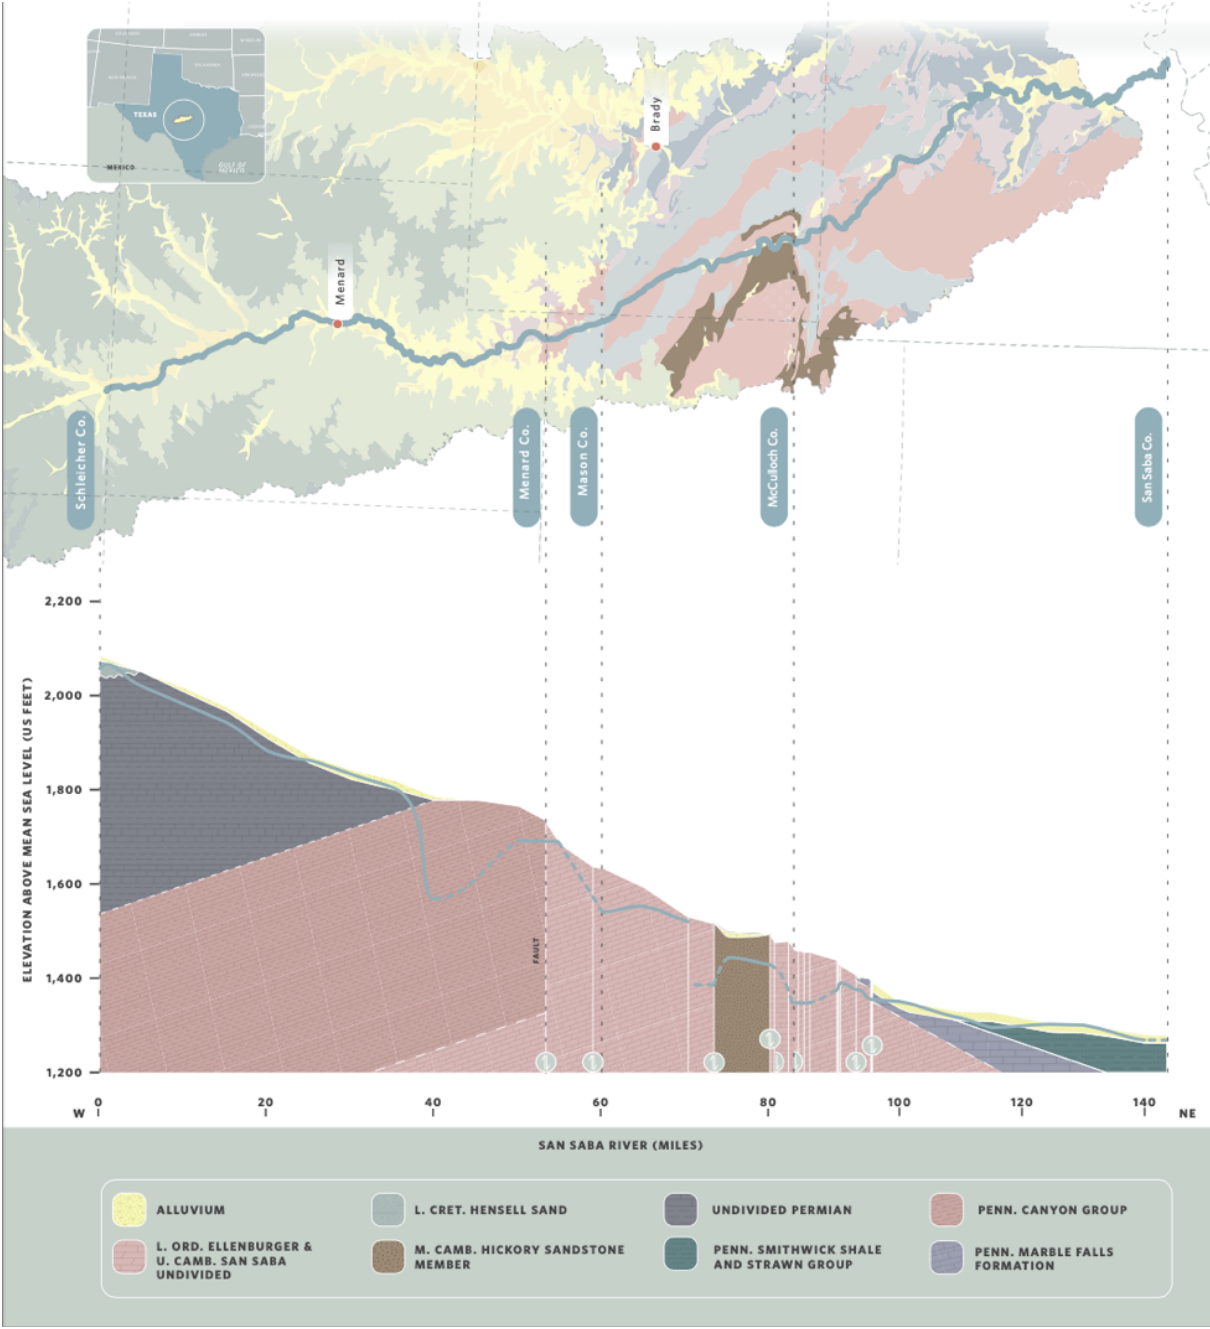 TEXAS
MEXICO
GULF OF
MEXICO
Brady
Menard
Schleicher Co.
Menard Co.
Mason Co.
McCulloch Co.
San Saba Co.
ELEVATION ABOVE MEAN SEA LEVEL (US FEET)
2,200
2,000
1,800
1,600
1,400
1,200
FAULT
W
0
20
40
60
80
100
120
140
NE
SAN SABA RIVER (MILES)
ALLUVIUM
L. CRET. HENSELL SAND
UNDIVIDED PERMIAN
PENN. CANYON GROUP
L. ORD. ELLENBURGER &
U. CAMB. SAN SABA
UNDIVIDED
M. CAMB. HICKORY SANDSTONE
MEMBER
PENN. SMITHWICK SHALE
AND STRAWN GROUP
PENN. MARBLE FALLS
FORMATION